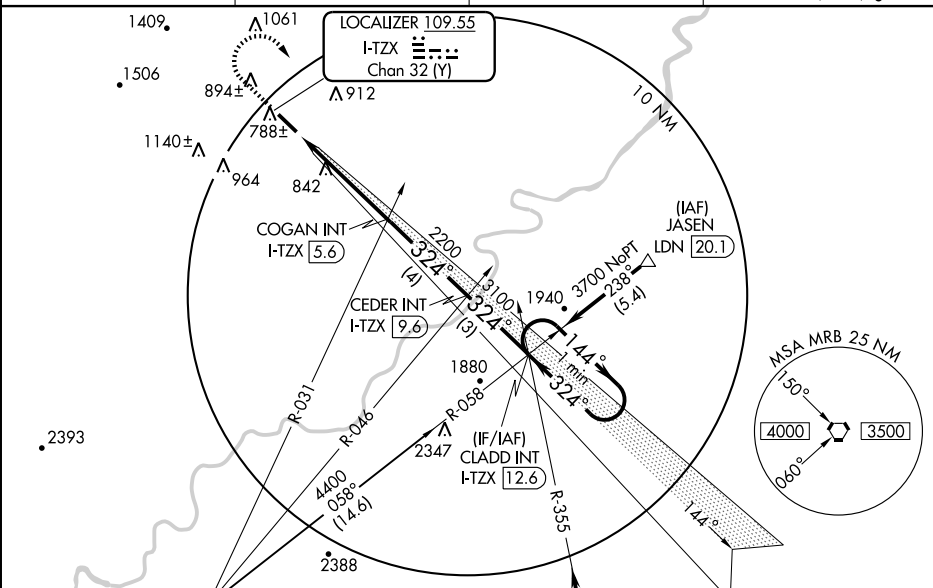 1409
1061
LOCALIZER 109.55
I-TZX
Chan 32 (Y)
1506
894±
912
10 NM
788±
1140±
964
842
(IAF)
JASEN
LDN 20.1
COGAN INT
I-TZX 5.6
2200
324°
(4)
3700 NoPT
238°
(5.4)
3100
1940
CEDER INT
I-TZX 9.6
324°
(3)
144°
1 min
324°
MSA MRB 25 NM
150°
4000
3500
060°
1880
R-031
R-046
R-058
2393
2347
(IF/IAF)
CLADD INT
I-TZX 12.6
4400
058°
(14.6)
R-355
144°
2388